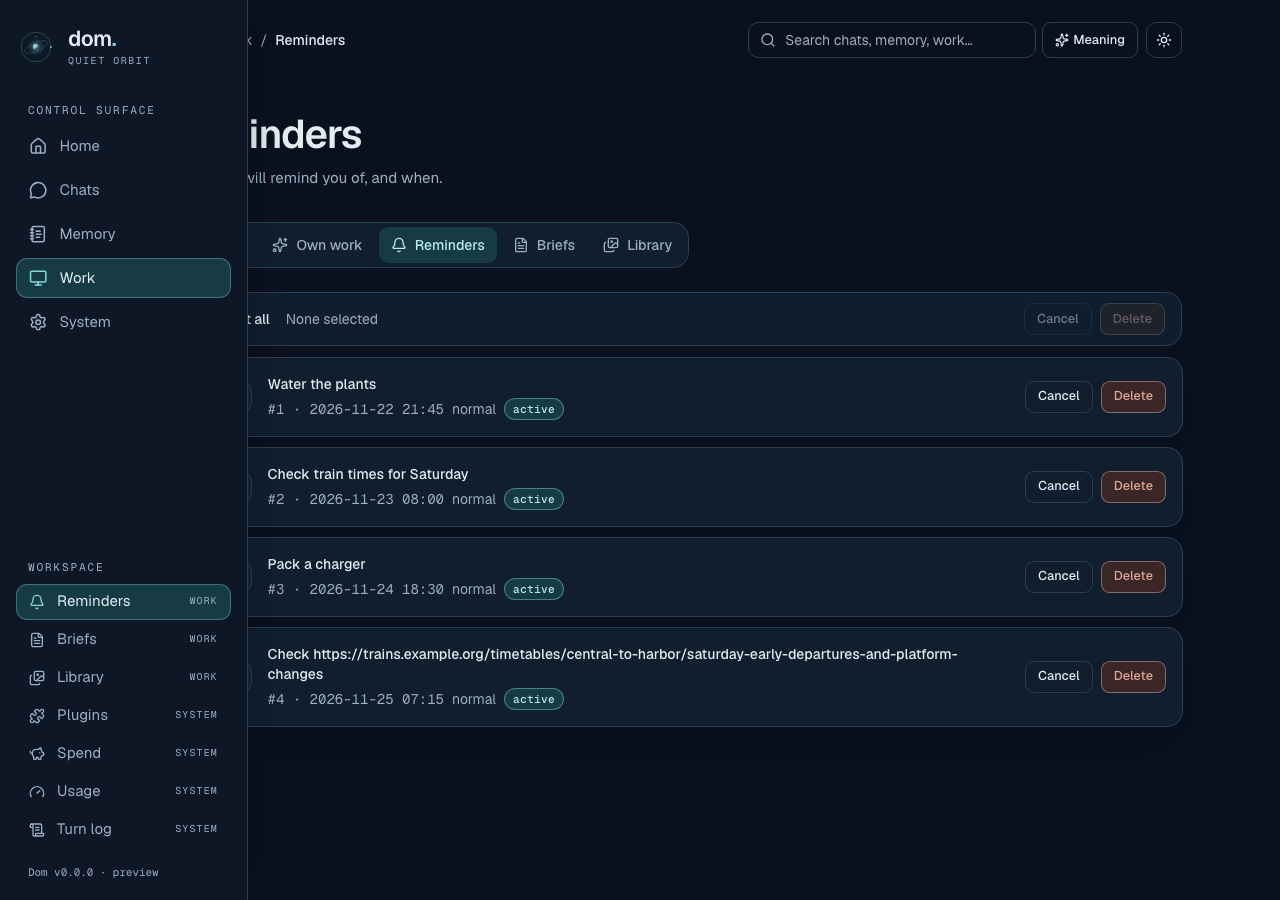 dom.
QUIET ORBIT
CONTROL SURFACE
Home
Chats
Memory
Work
System
WORKSPACE
Reminders WORK
Briefs WORK
Library WORK
Plugins SYSTEM
Spend SYSTEM
Usage SYSTEM
Turn log SYSTEM
Dom v0.0.0 · preview
/ Reminders
Search chats, memory, work…
Meaning
inders
will remind you of, and when.
Own work Reminders Briefs Library
all None selected Cancel Delete
Water the plants
#1 · 2026-11-22 21:45 normal active
Cancel Delete
Check train times for Saturday
#2 · 2026-11-23 08:00 normal active
Cancel Delete
Pack a charger
#3 · 2026-11-24 18:30 normal active
Cancel Delete
Check https://trains.example.org/timetables/central-to-harbor/saturday-early-departures-and-platform-
changes
#4 · 2026-11-25 07:15 normal active
Cancel Delete